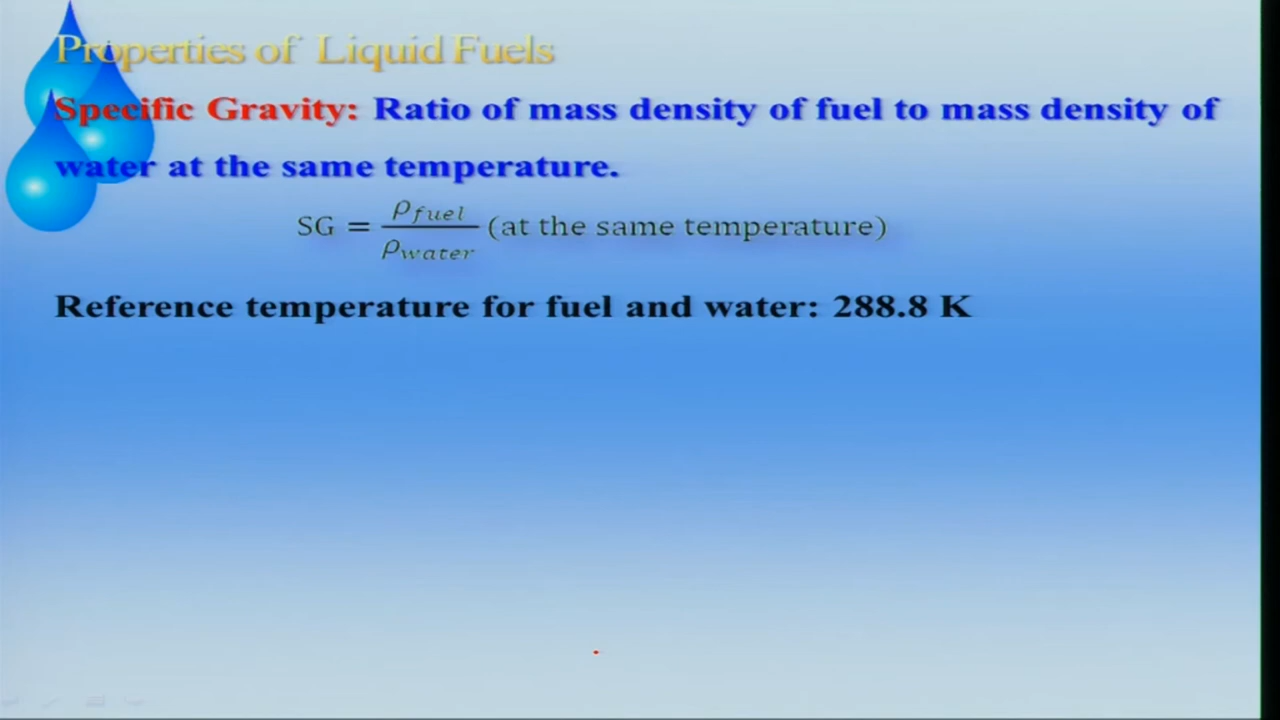 Properties of Liquid Fuels
Specific Gravity: Ratio of mass density of fuel to mass density of
water at the same temperature.
SG = ρfuel / ρwater (at the same temperature)
Reference temperature for fuel and water: 288.8 K